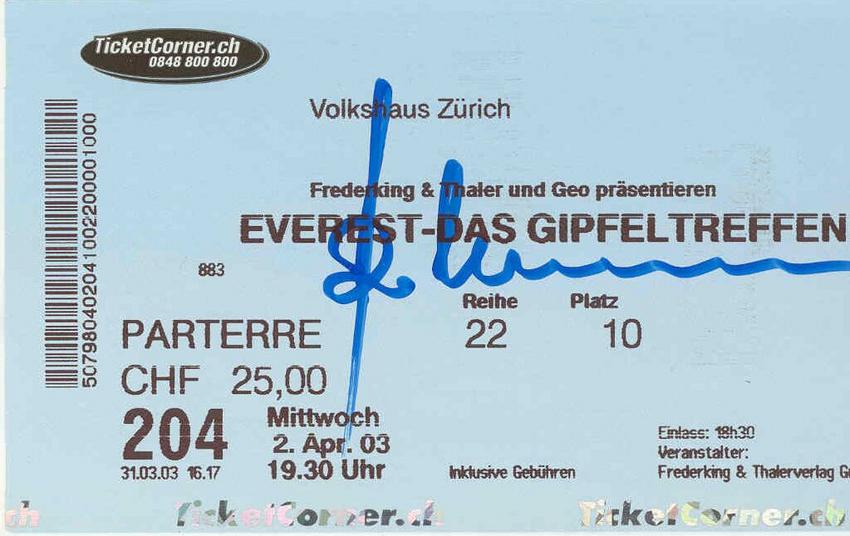 TicketCorner.ch
0848 800 800
Volkshaus Zürich
Frederking & Thaler und Geo präsentieren
EVEREST-DAS GIPFELTREFFEN
883
Reihe Platz
PARTERRE 22 10
CHF 25,00
204 Mittwoch
2. Apr. 03
19.30 Uhr
31.03.03 16.17
Inklusive Gebühren
Einlass: 18h30
Veranstalter:
Frederking & Thalerverlag G
5079804020410022000001000
ch TicketCorner.ch TicketCorner.ch